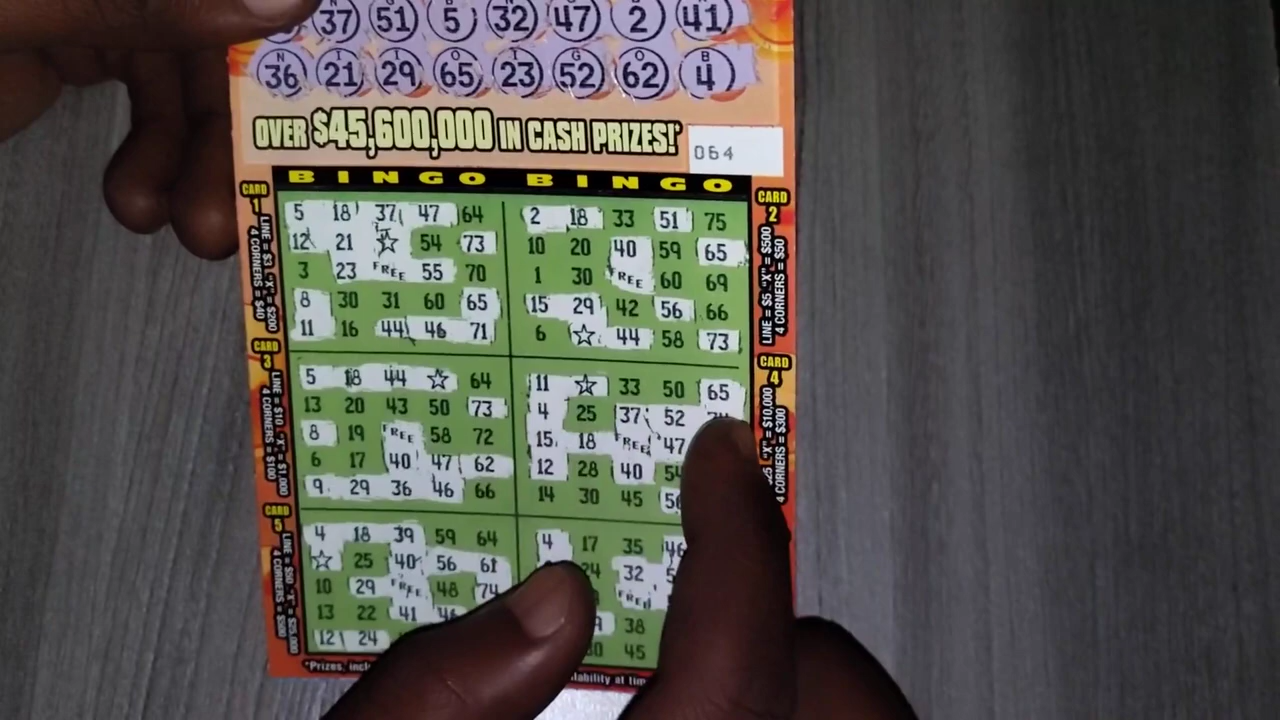 37 51 5 32 47 2 41
N I I O I G O B
36 21 29 65 23 52 62 4
OVER $45,600,000 IN CASH PRIZES!*
064
B I N G O B I N G O
CARD 1
LINE = $3 "X" = $200
4 CORNERS = $40
5 18 37 47 64
12 21 54 73
3 23 FREE 55 70
8 30 31 60 65
11 16 44 46 71
2 18 33 51 75
10 20 40 59 65
1 30 FREE 60 69
15 29 42 56 66
6 44 58 73
CARD 2
LINE = $5 "X" = $500
4 CORNERS = $50
CARD 3
LINE = $10 "X" = $1,000
4 CORNERS = $100
5 18 44 64
13 20 43 50 73
8 19 FREE 58 72
6 17 40 47 62
9 29 36 46 66
11 33 50 65
4 25 37 52
15 18 FREE 47
12 28 40 54
14 30 45
CARD 4
"X" = $10,000
4 CORNERS = $300
CARD 5
LINE = $50 "X" = $25,000
4 CORNERS = $500
4 18 39 59 64
25 40 56 61
10 29 FREE 48 74
13 22 41 46
12 24
4 17 35 46
24 32
FREE
38
30 45
*Prizes,